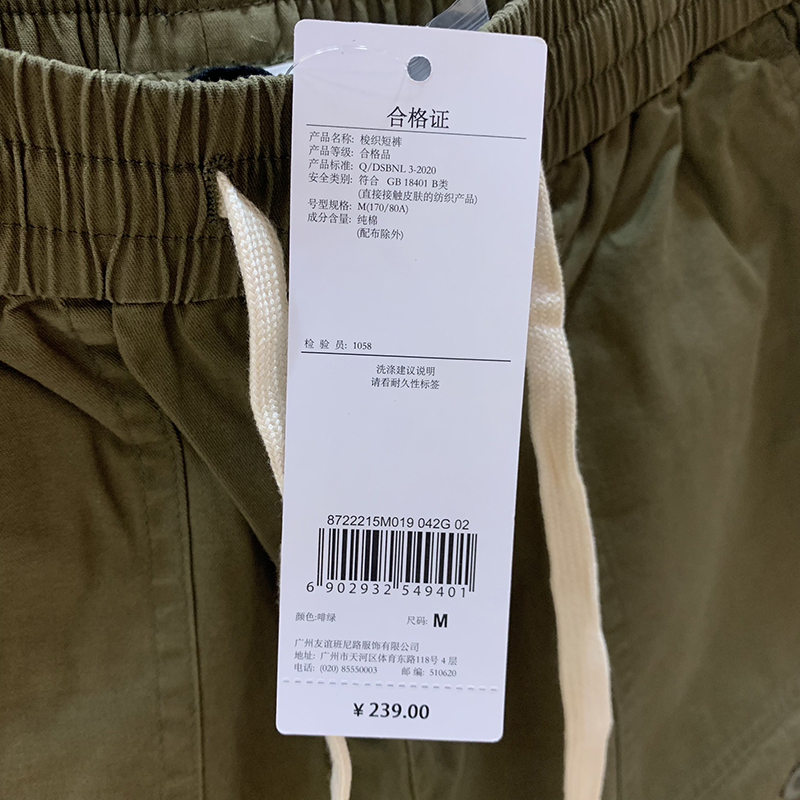 合格证
产品名称: 梭织短裤
产品等级: 合格品
产品标准: Q/DSBNL 3-2020
安全类别: 符合 GB 18401 B类
(直接接触皮肤的纺织产品)
号型规格: M(170/80A)
成分含量: 纯棉
(配布除外)
检 验 员: 1058
洗涤建议说明
请看耐久性标签
8722215M019 042G 02
6 902932 549401
颜色:啡绿 尺码: M
广州友谊班尼路服饰有限公司
地址: 广州市天河区体育东路118号 4 层
电话: (020) 85550003 邮 编: 510620
¥ 239.00